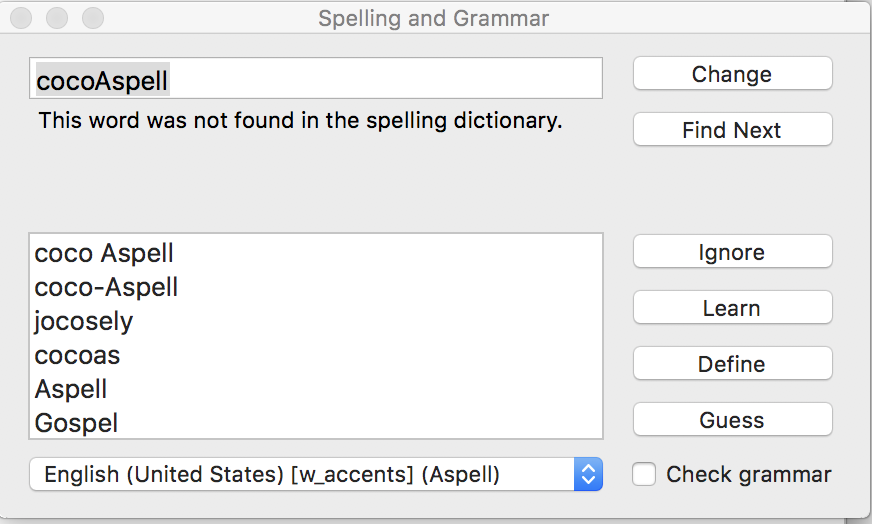 Spelling and Grammar
cocoAspell
Change
This word was not found in the spelling dictionary.
Find Next
coco Aspell
coco-Aspell
jocosely
cocoas
Aspell
Gospel
Ignore
Learn
Define
Guess
English (United States) [w_accents] (Aspell)
Check grammar